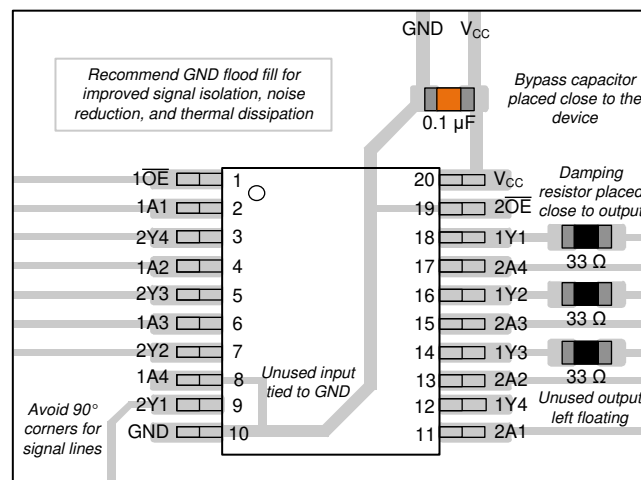 GND VCC
Recommend GND flood fill for
improved signal isolation, noise
reduction, and thermal dissipation
Bypass capacitor
placed close to the
device
0.1 µF
Damping
resistor placed
close to output
1O̅E̅ 1 20 VCC
1A1 2 19 2O̅E̅
2Y4 3 18 1Y1
33 Ω
1A2 4 17 2A4
2Y3 5 16 1Y2
33 Ω
1A3 6 15 2A3
2Y2 7 14 1Y3
33 Ω
1A4 8 13 2A2
2Y1 9 12 1Y4
GND 10 11 2A1
Unused input
tied to GND
Avoid 90°
corners for
signal lines
Unused output
left floating